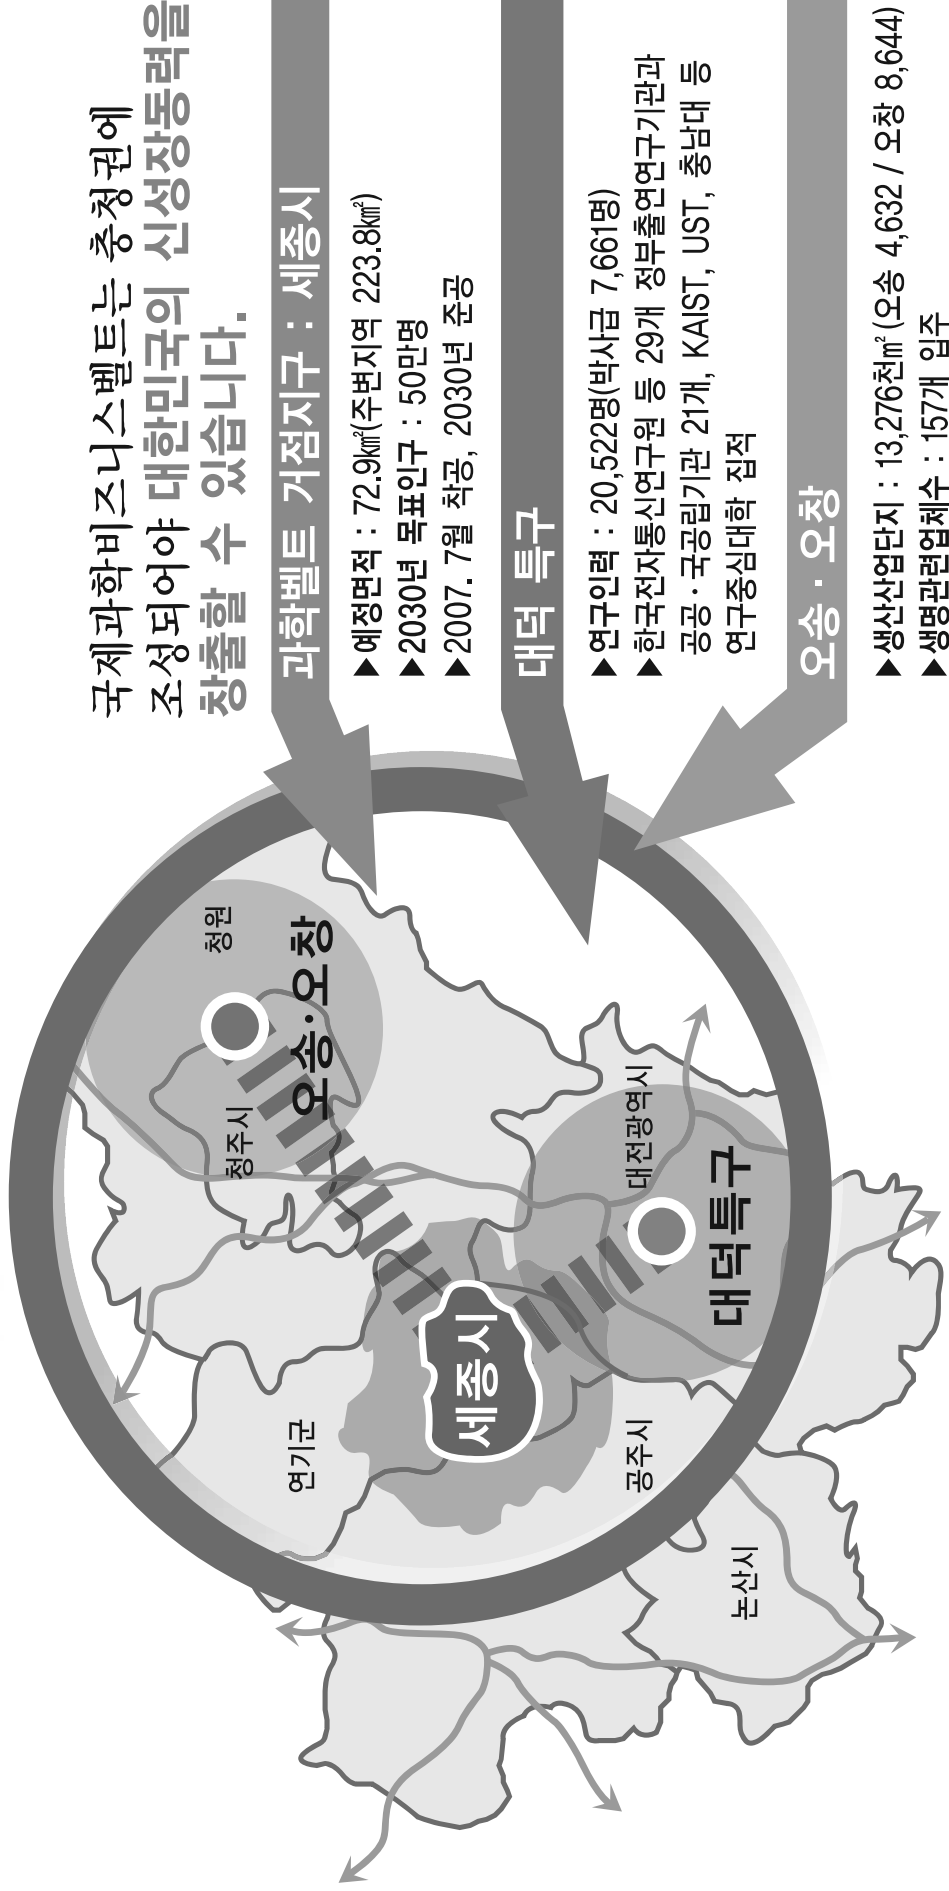 국제과학비즈니스벨트는 충청권에
조성되어야 대한민국의 신성장동력을
창출할 수 있습니다.
과학벨트 거점지구 : 세종시
▶예정면적 : 72.9㎢(주변지역 223.8㎢)
▶2030년 목표인구 : 50만명
▶2007. 7월 착공, 2030년 준공
대덕 특구
▶연구인력 : 20,522명(박사급 7,661명)
▶한국전자통신연구원 등 29개 정부출연연구기관과
공공·국공립기관 21개, KAIST, UST, 충남대 등
연구중심대학 집적
오송·오창
▶생산산업단지 : 13,276천㎡(오송 4,632 / 오창 8,644)
▶생명관련업체수 : 157개 입주
청원
청주시
오송·오창
연기군
세종시
대전광역시
대덕특구
공주시
논산시